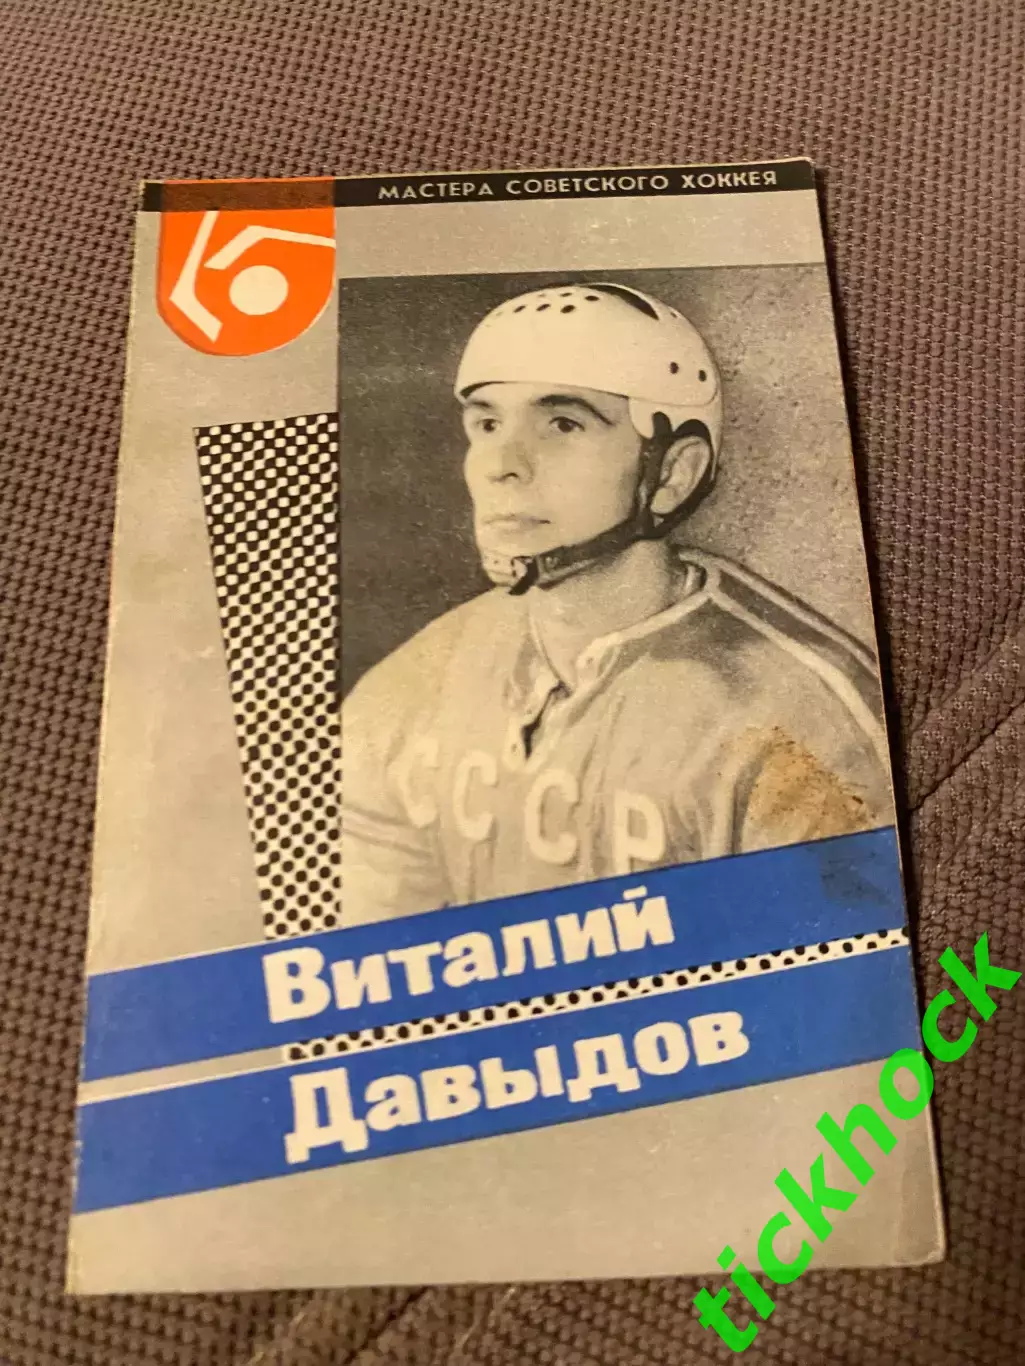 МАСТЕРА СОВЕТСКОГО ХОККЕЯ
СССР
Виталий
Давыдов
tickhock